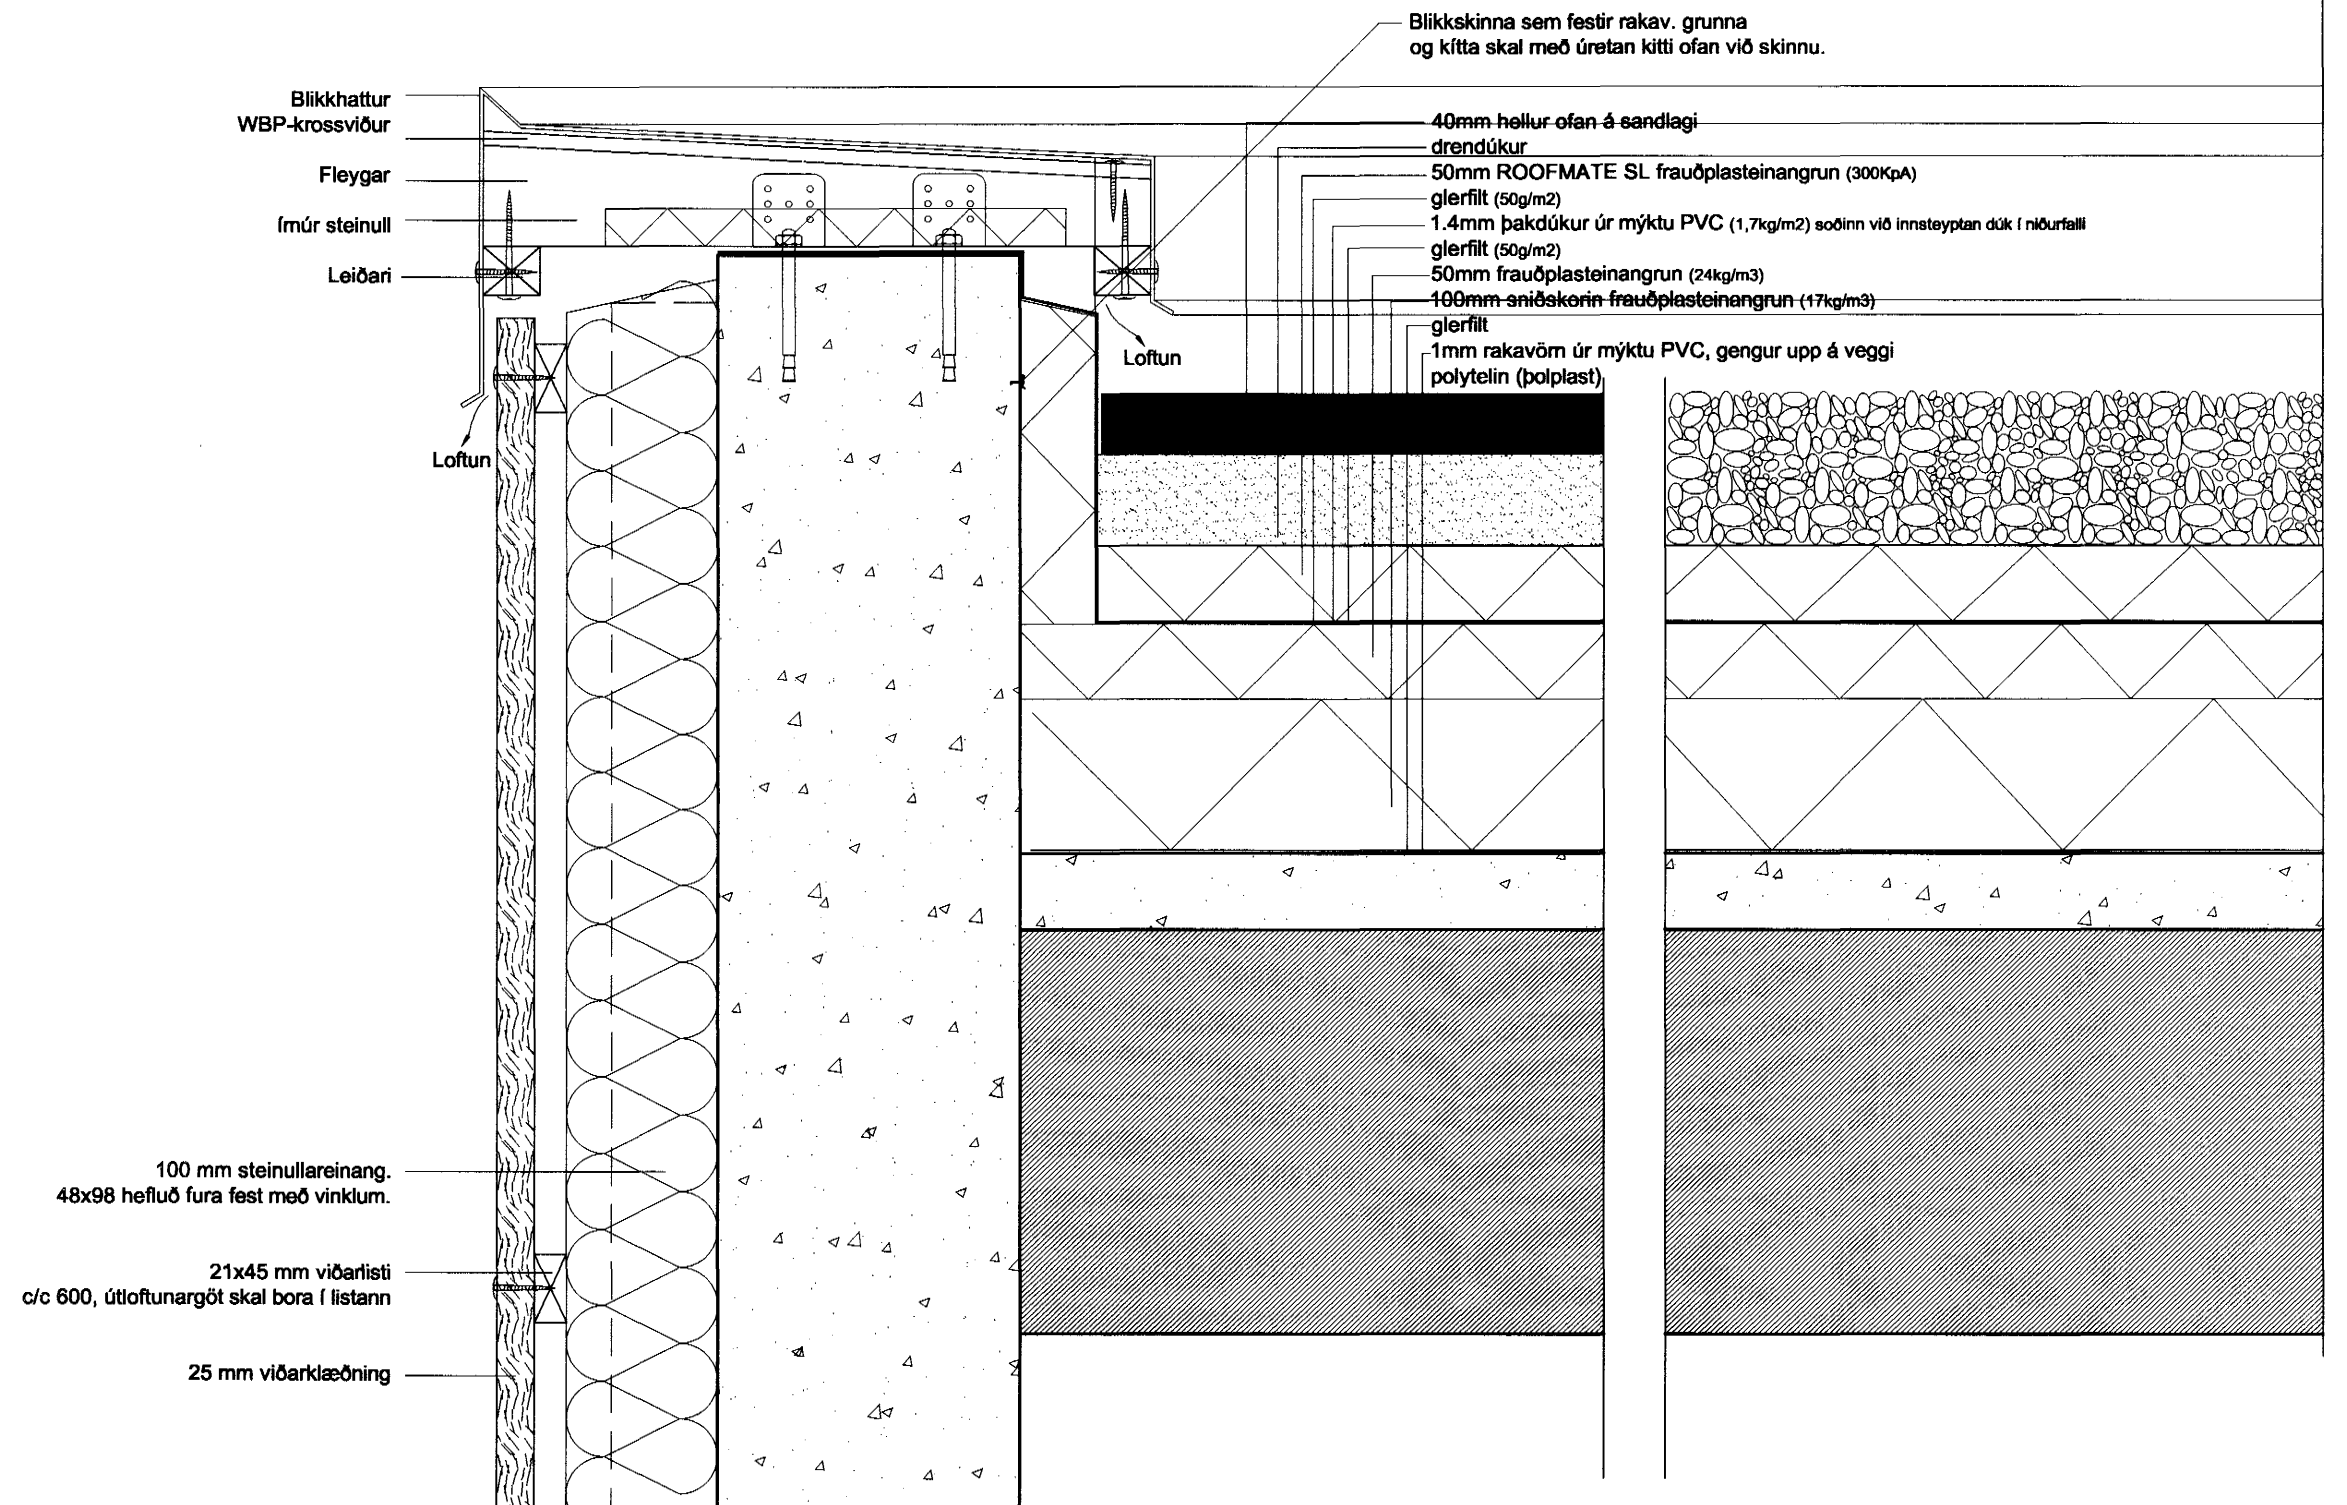 Blikkskinna sem festir rakav. grunna
og kítta skal með úretan kitti ofan við skinnu.
Blikkhattur
WBP-krossviður
Fleygar
Ímúr steinull
Leiðari
40mm hellur ofan á sandlagi
drendúkur
50mm ROOFMATE SL frauðplasteinangrun (300KpA)
glerfilt (50g/m2)
1.4mm þakdúkur úr mýktu PVC (1,7kg/m2) soðinn við innsteyptan dúk í niðurfalli
glerfilt (50g/m2)
50mm frauðplasteinangrun (24kg/m3)
100mm sniðskorin frauðplasteinangrun (17kg/m3)
glerfilt
1mm rakavörn úr mýktu PVC, gengur upp á veggi
polytelin (þolplast)
Loftun
Loftun
100 mm steinullareinang.
48x98 hefluð fura fest með vinklum.
21x45 mm viðarlisti
c/c 600, útloftunargöt skal bora í listann
25 mm viðarklæðning